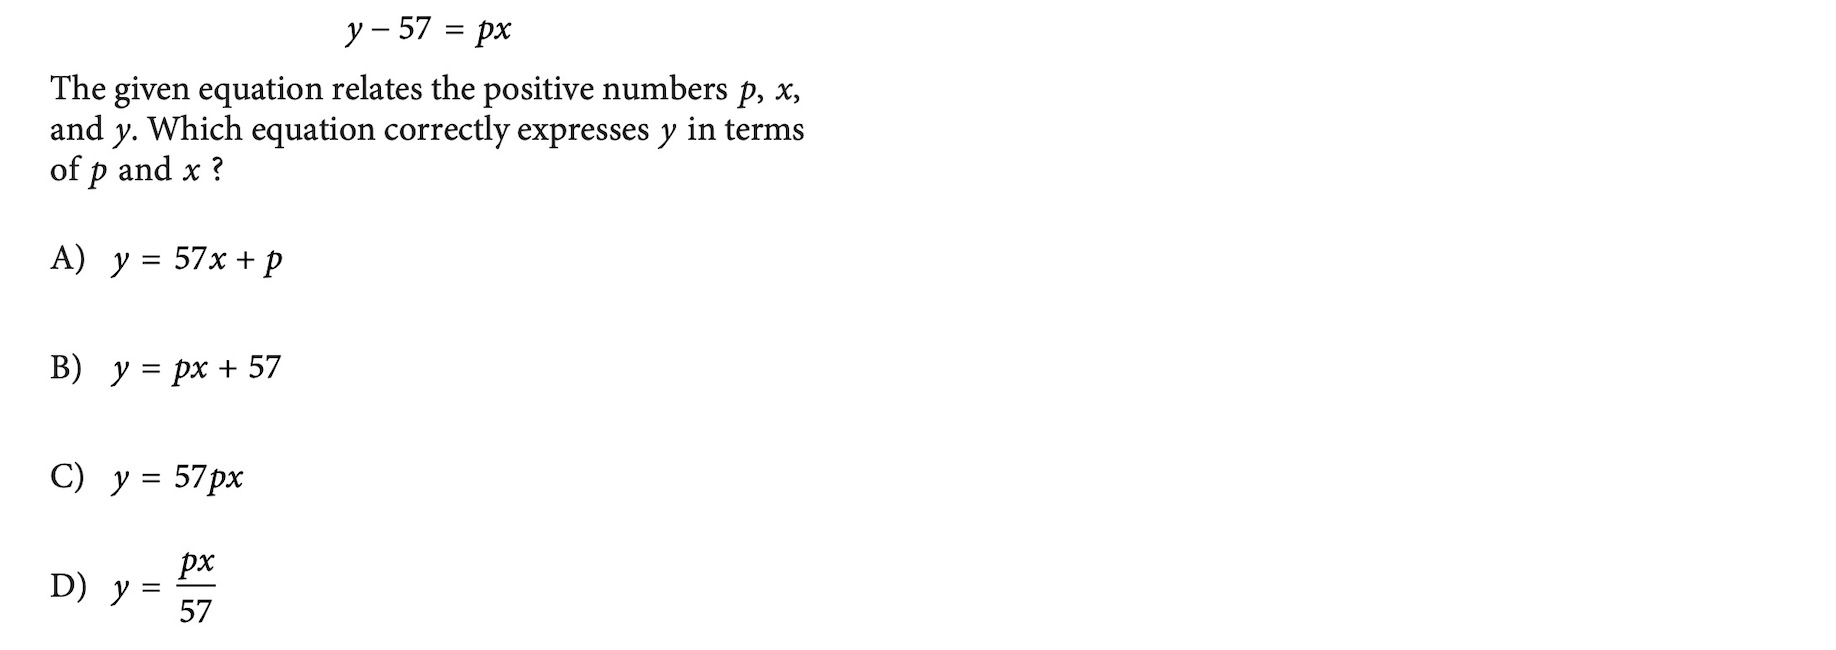 y – 57 = px
The given equation relates the positive numbers p, x,
and y. Which equation correctly expresses y in terms
of p and x ?
A) y = 57x + p
B) y = px + 57
C) y = 57px
D) y = px/57